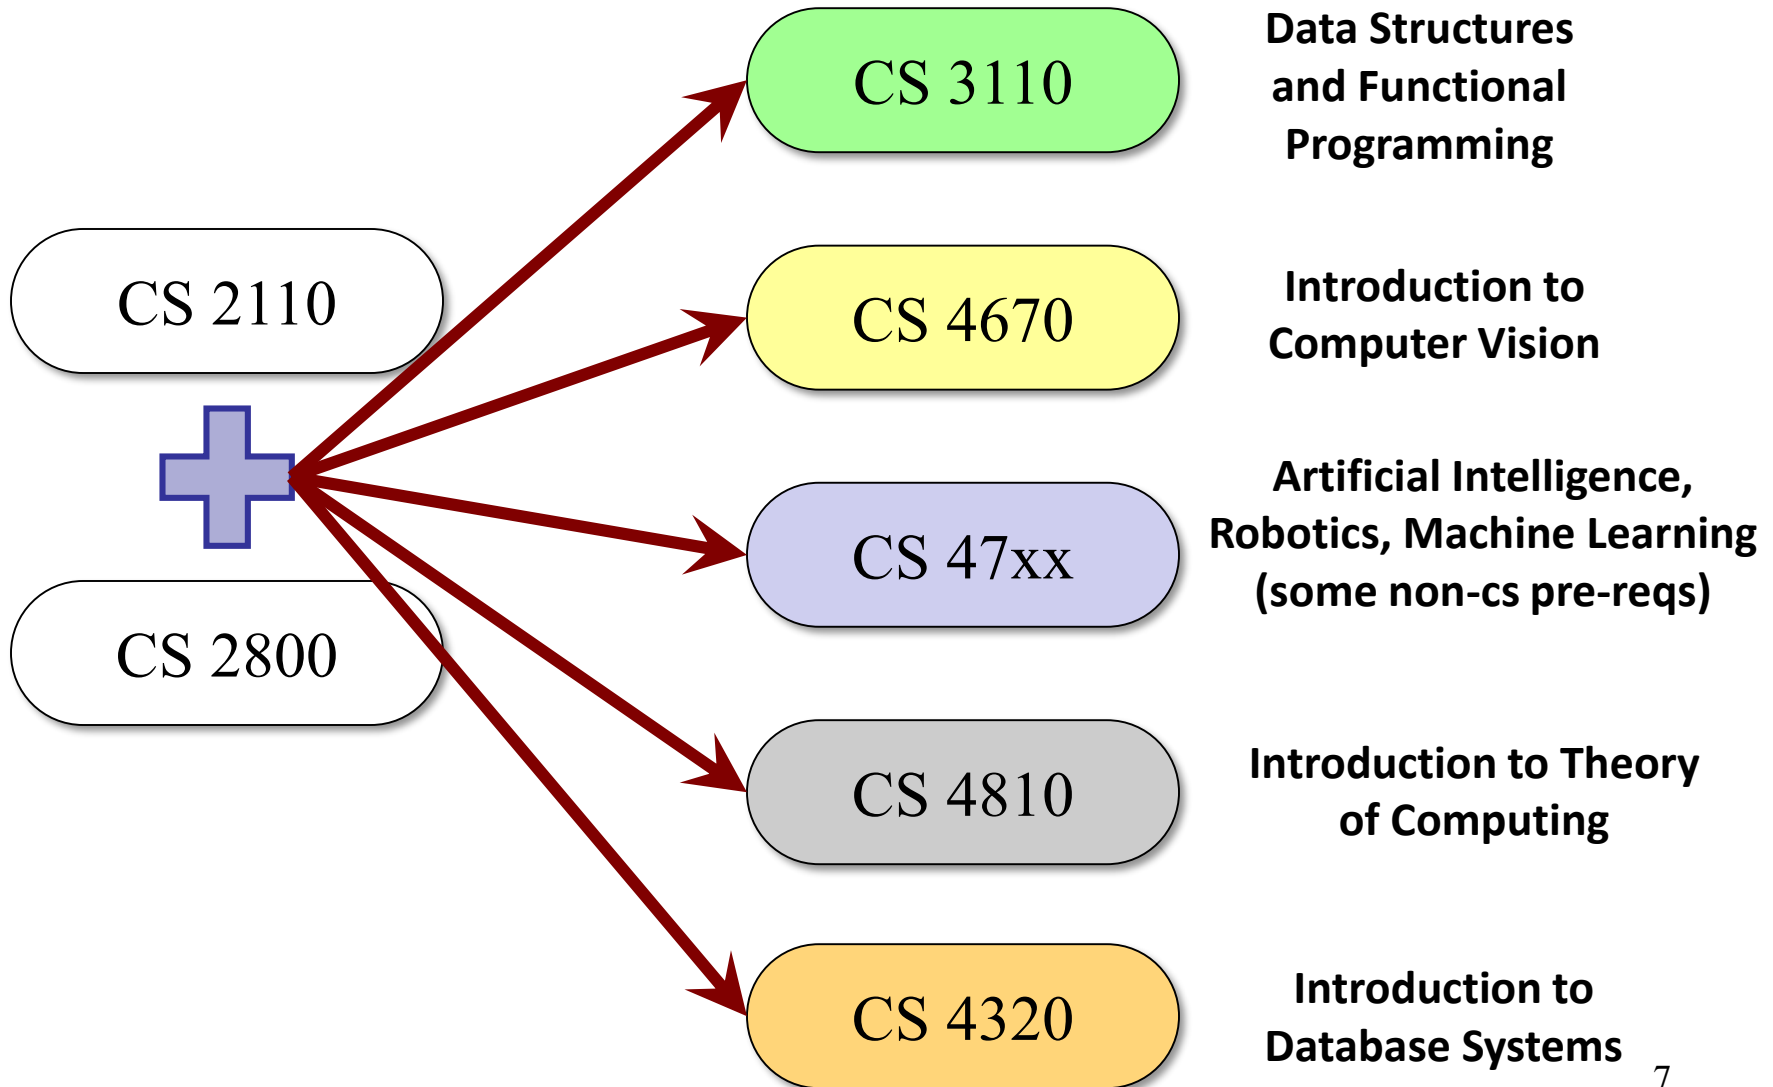 CS 2110
CS 2800
CS 3110
Data Structures
and Functional
Programming
CS 4670
Introduction to
Computer Vision
CS 47xx
Artificial Intelligence,
Robotics, Machine Learning
(some non-cs pre-reqs)
CS 4810
Introduction to Theory
of Computing
CS 4320
Introduction to
Database Systems
7